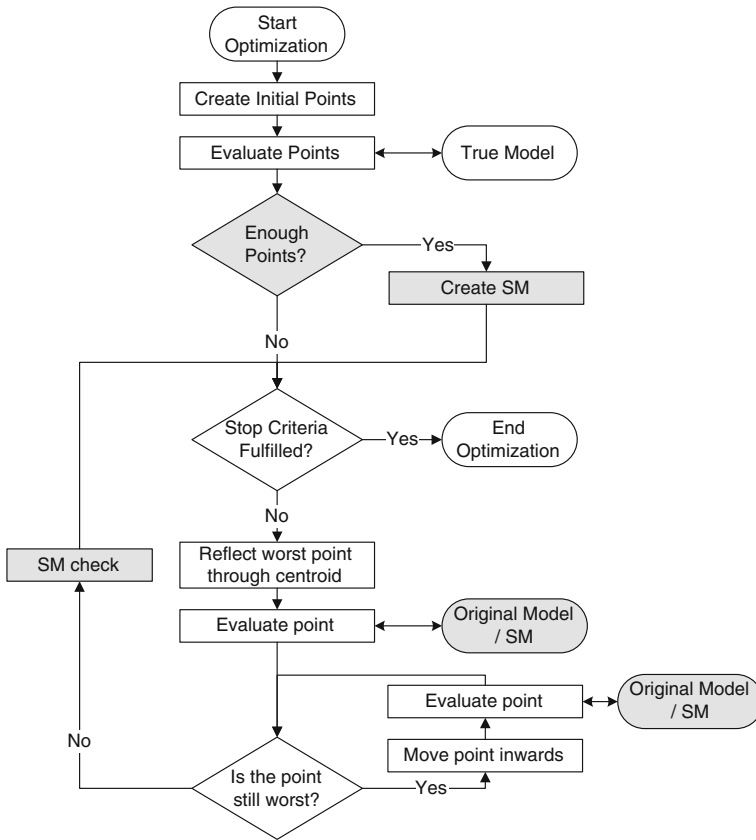 Start
Optimization
Create Initial Points
Evaluate Points
True Model
Enough
Points?
Yes
Create SM
No
Stop Criteria
Fulfilled?
Yes
End
Optimization
No
SM check
Reflect worst point
through centroid
Evaluate point
Original Model
/ SM
Evaluate point
Original Model
/ SM
No
Move point inwards
Is the point
still worst?
Yes